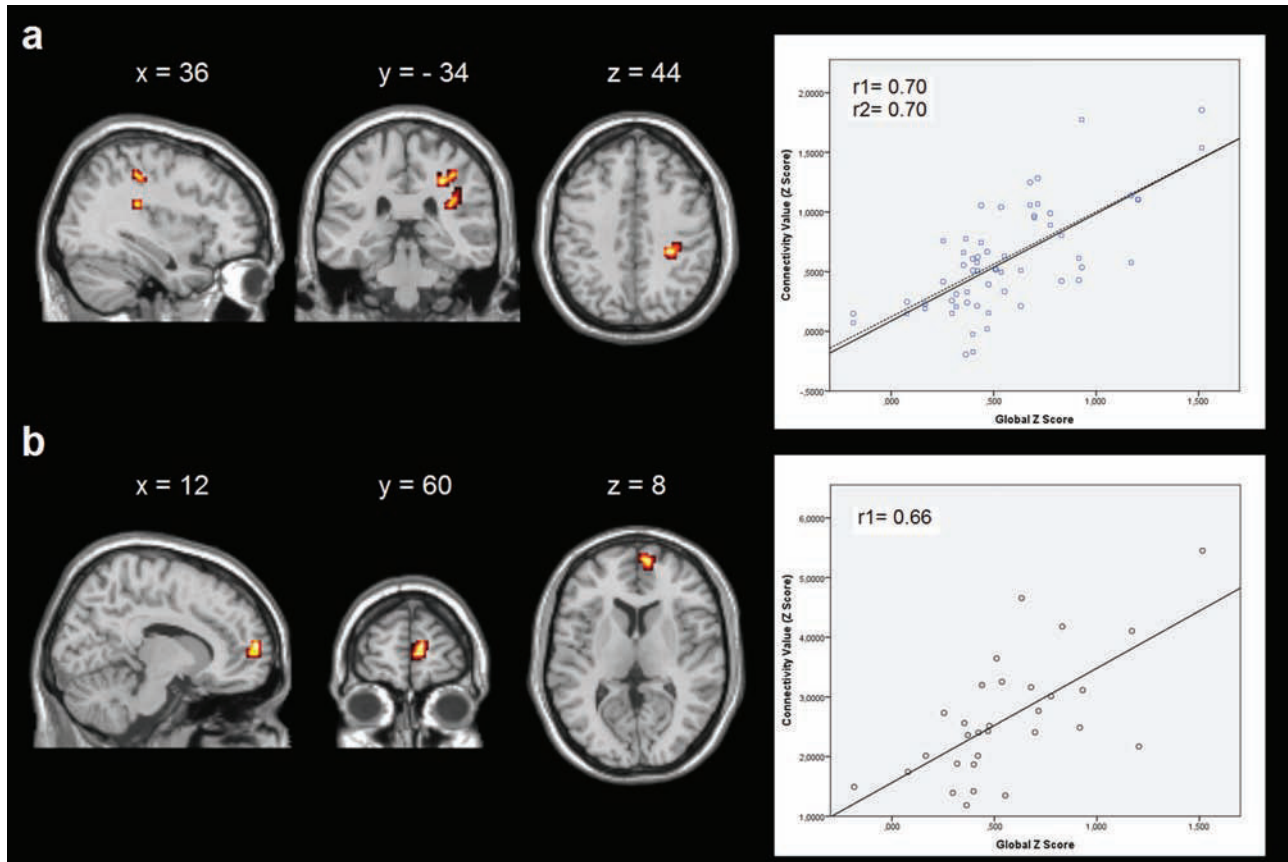 a
x = 36 y = - 34 z = 44
r1= 0.70
r2= 0.70
2,0000
1,5000
1,0000
,5000
,0000
-,5000
Connectivity Value (Z Score)
,000 ,500 1,000 1,500
Global Z Score
b
x = 12 y = 60 z = 8
r1= 0.66
6,0000
5,0000
4,0000
3,0000
2,0000
1,0000
Connectivity Value (Z Score)
,000 ,500 1,000 1,500
Global Z Score